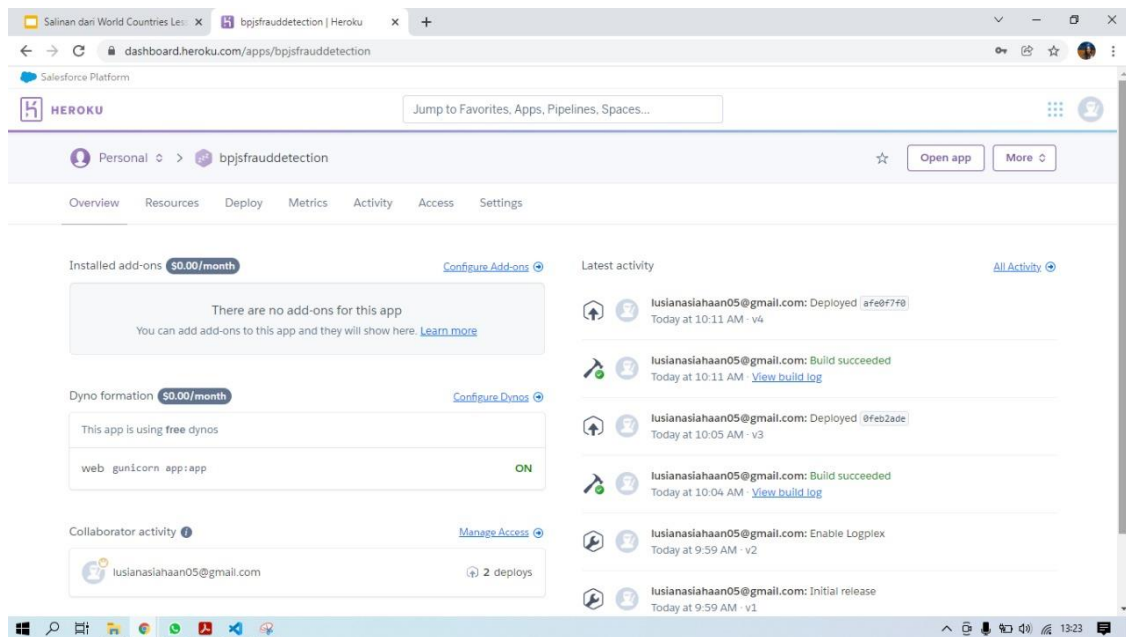 Salinan dari World Countries Les
bpjsfrauddetection | Heroku
dashboard.heroku.com/apps/bpjsfrauddetection
Salesforce Platform
HEROKU
Jump to Favorites, Apps, Pipelines, Spaces...
Personal > bpjsfrauddetection
Open app
More
Overview Resources Deploy Metrics Activity Access Settings
Installed add-ons $0.00/month
Configure Add-ons
There are no add-ons for this app
You can add add-ons to this app and they will show here. Learn more
Dyno formation $0.00/month
Configure Dynos
This app is using free dynos
web gunicorn app:app ON
Collaborator activity
Manage Access
lusianasiahaan05@gmail.com 2 deploys
Latest activity
All Activity
lusianasiahaan05@gmail.com: Deployed afe0f7f0
Today at 10:11 AM · v4
lusianasiahaan05@gmail.com: Build succeeded
Today at 10:11 AM · View build log
lusianasiahaan05@gmail.com: Deployed 0feb2ade
Today at 10:05 AM · v3
lusianasiahaan05@gmail.com: Build succeeded
Today at 10:04 AM · View build log
lusianasiahaan05@gmail.com: Enable Logplex
Today at 9:59 AM · v2
lusianasiahaan05@gmail.com: Initial release
Today at 9:59 AM · v1
13:23